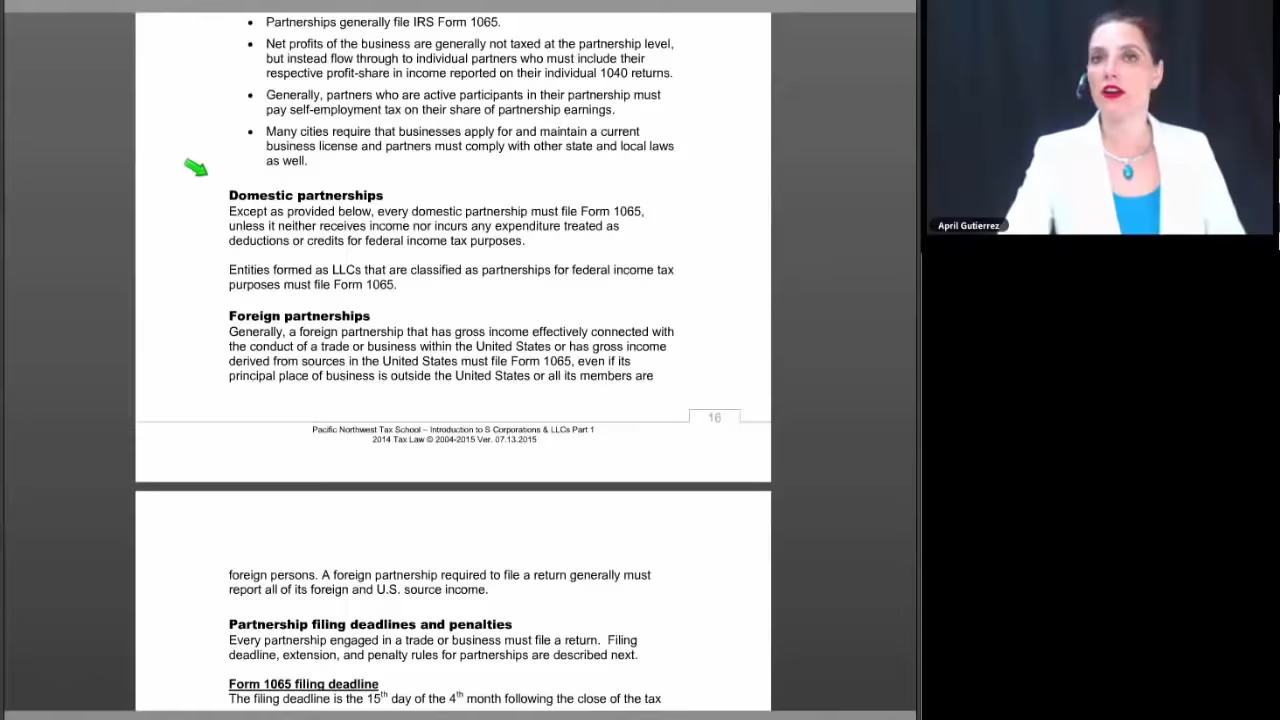 Partnerships generally file IRS Form 1065.
Net profits of the business are generally not taxed at the partnership level,
but instead flow through to individual partners who must include their
respective profit-share in income reported on their individual 1040 returns.
Generally, partners who are active participants in their partnership must
pay self-employment tax on their share of partnership earnings.
Many cities require that businesses apply for and maintain a current
business license and partners must comply with other state and local laws
as well.
Domestic partnerships
Except as provided below, every domestic partnership must file Form 1065,
unless it neither receives income nor incurs any expenditure treated as
deductions or credits for federal income tax purposes.
Entities formed as LLCs that are classified as partnerships for federal income tax
purposes must file Form 1065.
Foreign partnerships
Generally, a foreign partnership that has gross income effectively connected with
the conduct of a trade or business within the United States or has gross income
derived from sources in the United States must file Form 1065, even if its
principal place of business is outside the United States or all its members are
16
Pacific Northwest Tax School – Introduction to S Corporations & LLCs Part 1
2014 Tax Law © 2004-2015 Ver. 07.13.2015
foreign persons. A foreign partnership required to file a return generally must
report all of its foreign and U.S. source income.
Partnership filing deadlines and penalties
Every partnership engaged in a trade or business must file a return.  Filing
deadline, extension, and penalty rules for partnerships are described next.
Form 1065 filing deadline
The filing deadline is the 15th day of the 4th month following the close of the tax
April Gutierrez